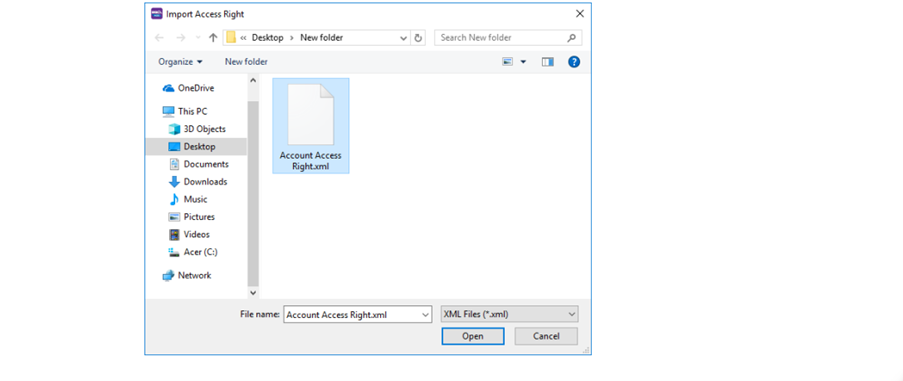 Import Access Right
« Desktop › New folder
Search New folder
Organize
New folder
OneDrive
This PC
3D Objects
Desktop
Documents
Downloads
Music
Pictures
Videos
Acer (C:)
Network
Account Access
Right.xml
File name: Account Access Right.xml
XML Files (*.xml)
Open
Cancel